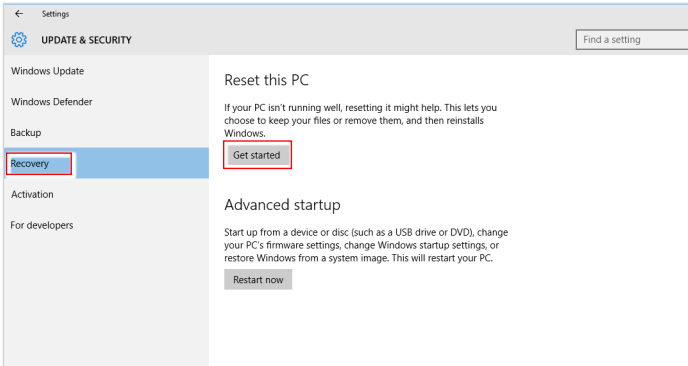 ← Settings
UPDATE & SECURITY
Find a setting
Windows Update
Windows Defender
Backup
Recovery
Activation
For developers
Reset this PC
If your PC isn't running well, resetting it might help. This lets you
choose to keep your files or remove them, and then reinstalls
Windows.
Get started
Advanced startup
Start up from a device or disc (such as a USB drive or DVD), change
your PC's firmware settings, change Windows startup settings, or
restore Windows from a system image. This will restart your PC.
Restart now